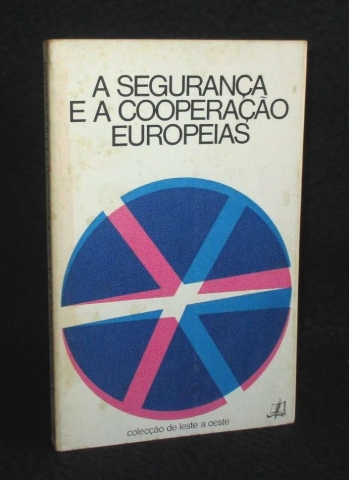 A SEGURANÇA
E A COOPERAÇÃO
EUROPEIAS
colecção de leste a oeste